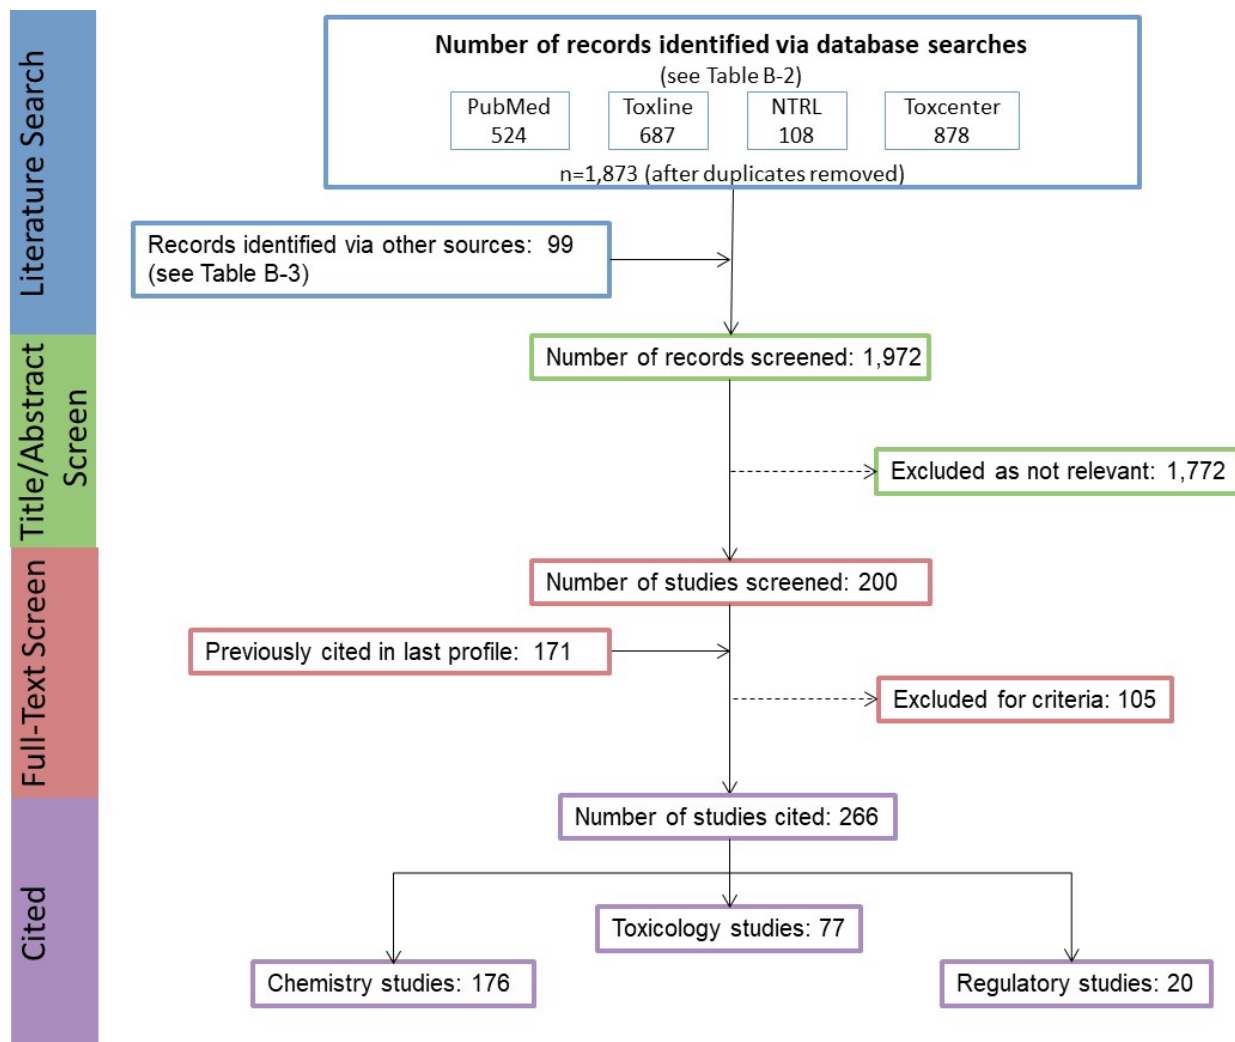 Literature Search
Number of records identified via database searches
(see Table B-2)
PubMed
524
Toxline
687
NTRL
108
Toxcenter
878
n=1,873 (after duplicates removed)
Records identified via other sources: 99
(see Table B-3)
Title/Abstract
Screen
Number of records screened: 1,972
Excluded as not relevant: 1,772
Full-Text Screen
Number of studies screened: 200
Previously cited in last profile: 171
Excluded for criteria: 105
Cited
Number of studies cited: 266
Toxicology studies: 77
Chemistry studies: 176
Regulatory studies: 20